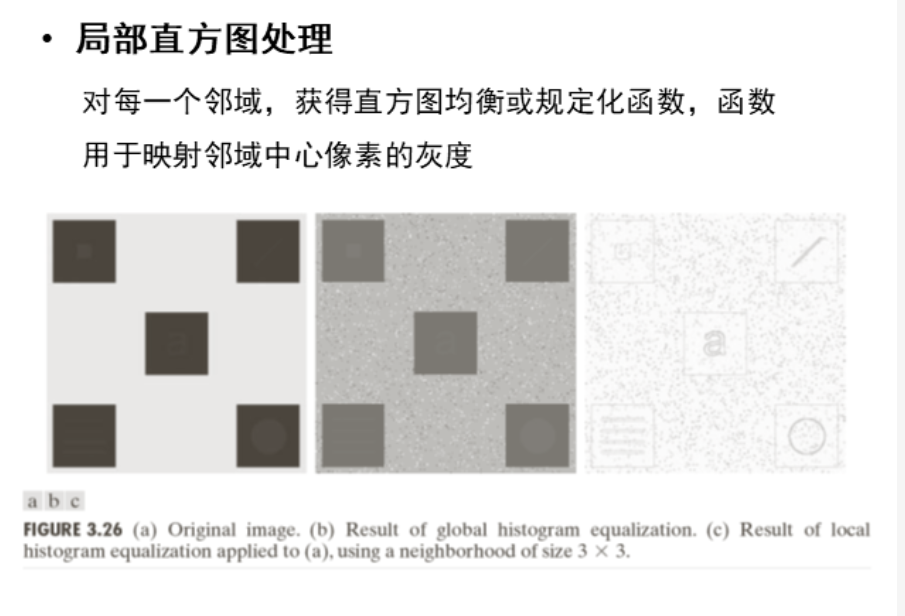 • 局部直方图处理
对每一个邻域，获得直方图均衡或规定化函数，函数
用于映射邻域中心像素的灰度
a
a
a
a b c
FIGURE 3.26 (a) Original image. (b) Result of global histogram equalization. (c) Result of local
histogram equalization applied to (a), using a neighborhood of size 3 × 3.